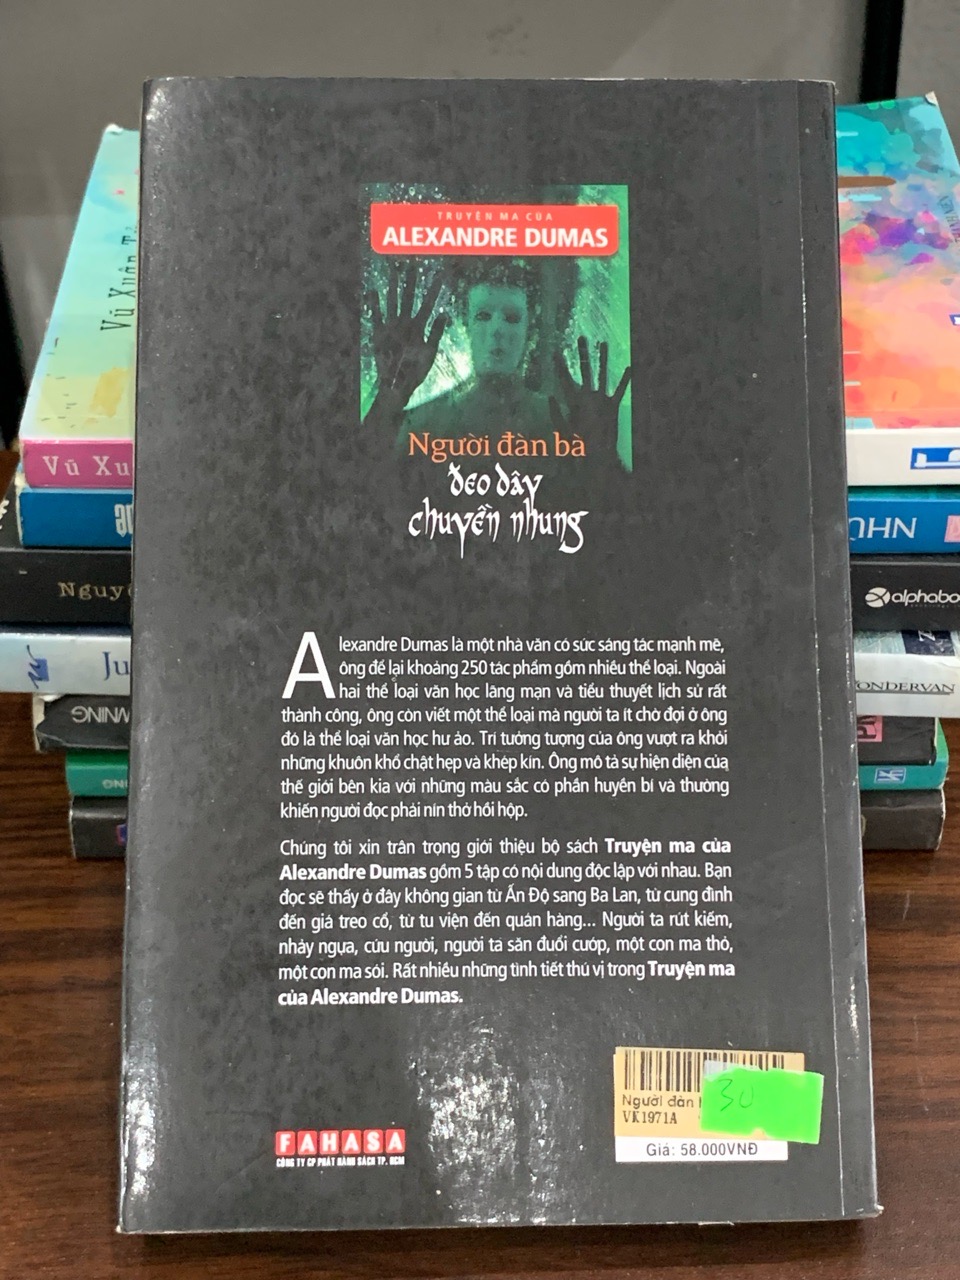 TRUYỆN MA CỦA
ALEXANDRE DUMAS
Người đàn bà
đeo dây
chuyền nhung
Alexandre Dumas là một nhà văn có sức sáng tác mạnh mẽ,
ông để lại khoảng 250 tác phẩm gồm nhiều thể loại. Ngoài
hai thể loại văn học lãng mạn và tiểu thuyết lịch sử rất
thành công, ông còn viết một thể loại mà người ta ít chờ đợi ở ông
đó là thể loại văn học hư ảo. Trí tưởng tượng của ông vượt ra khỏi
những khuôn khổ chật hẹp và khép kín. Ông mô tả sự hiện diện của
thế giới bên kia với những màu sắc có phần huyền bí và thường
khiến người đọc phải nín thở hồi hộp.
Chúng tôi xin trân trọng giới thiệu bộ sách Truyện ma của
Alexandre Dumas gồm 5 tập có nội dung độc lập với nhau. Bạn
đọc sẽ thấy ở đây không gian từ Ấn Độ sang Ba Lan, từ cung đình
đến giá treo cổ, từ tu viện đến quán hàng... Người ta rút kiếm,
nhảy ngựa, cứu người, người ta săn đuổi cướp, một con ma thỏ,
một con ma sói. Rất nhiều những tình tiết thú vị trong Truyện ma
của Alexandre Dumas.
FAHASA
CÔNG TY CP PHÁT HÀNH SÁCH TP. HCM
30
Người đàn
VK1971A
Giá: 58.000VNĐ
Vũ Xuân
Vũ Xu
Nguy
Ju
WNING
NHU
alphabo
ONDERVAN